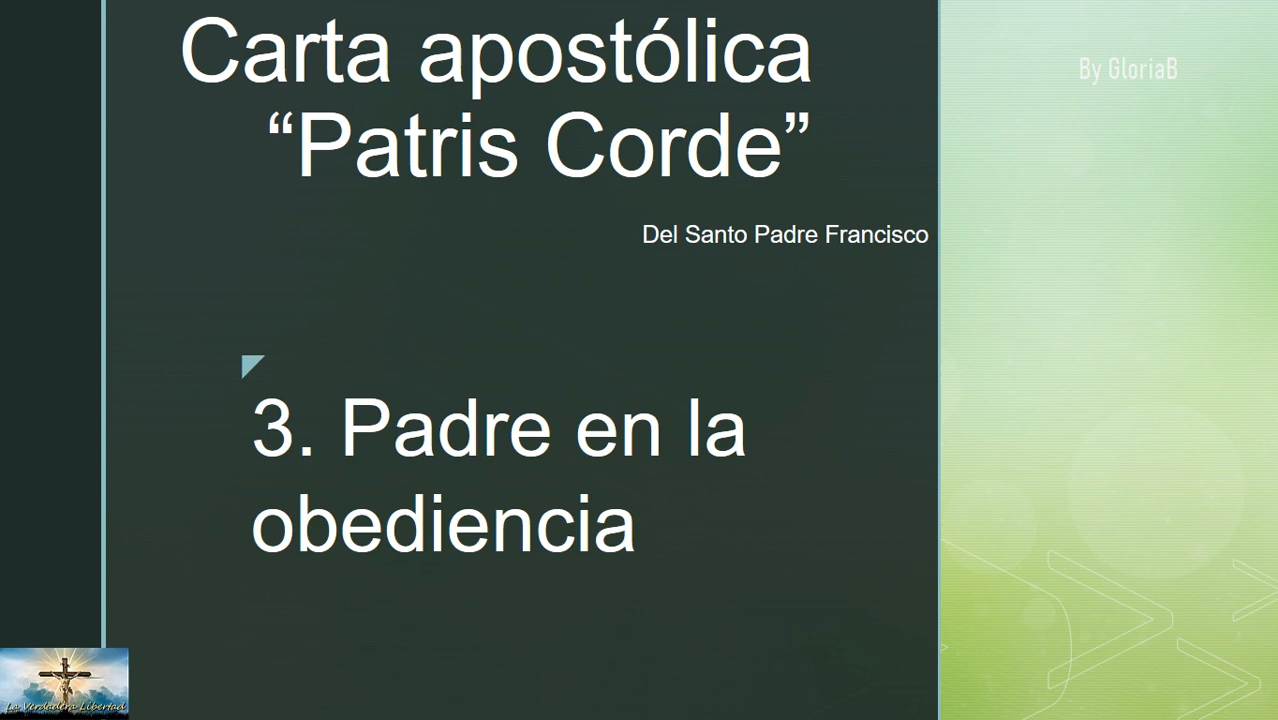 Carta apostólica
“Patris Corde”
By GloriaB
Del Santo Padre Francisco
3. Padre en la
obediencia
La Verdadera Libertad